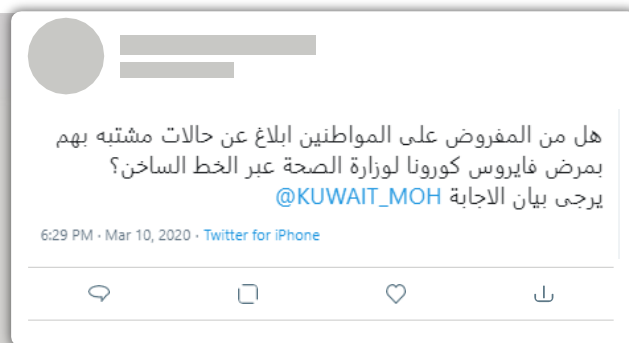 هل من المفروض على المواطنين ابلاغ عن حالات مشتبه بهم
بمرض فايروس كورونا لوزارة الصحة عبر الخط الساخن؟
يرجى بيان الاجابة @KUWAIT_MOH
6:29 PM · Mar 10, 2020 · Twitter for iPhone